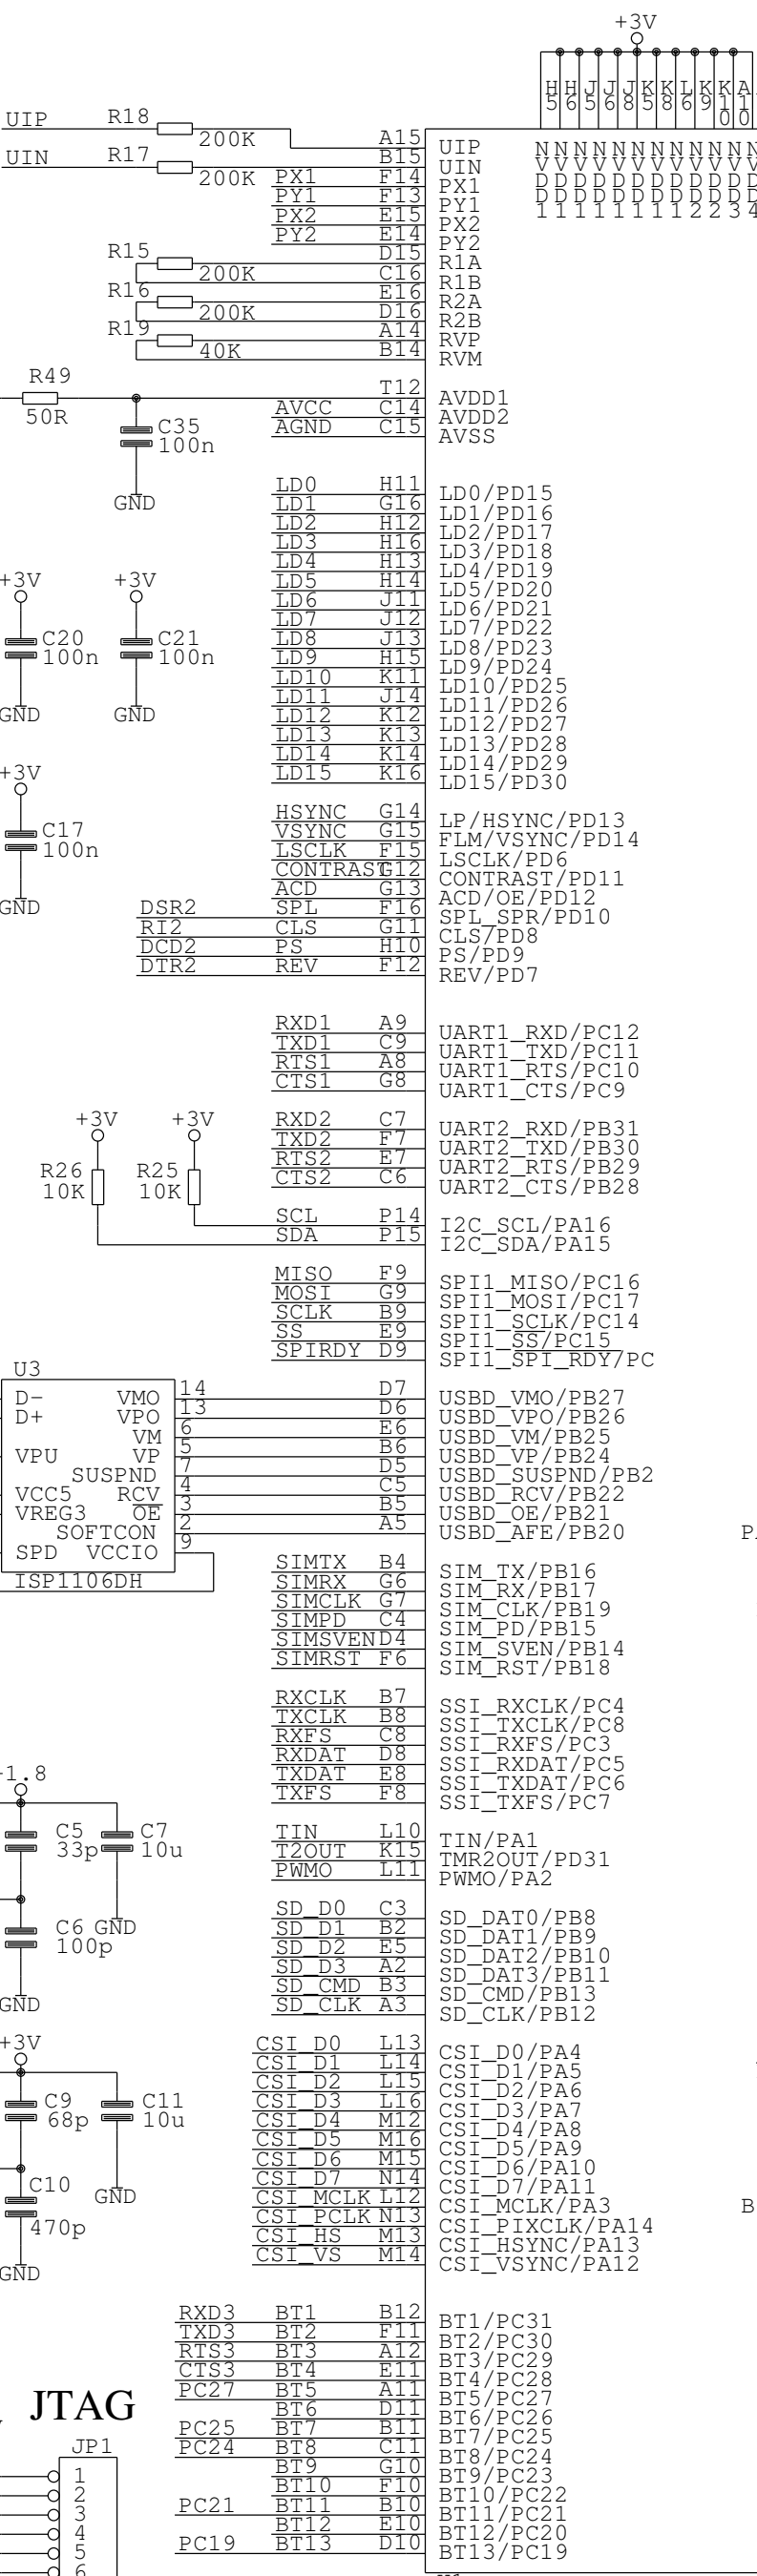 +3V
H5 H6 J5 J6 J8 K5 K8 L6 K9 K10 A10
NVDD1 NVDD1 NVDD1 NVDD1 NVDD1 NVDD1 NVDD1 NVDD2 NVDD2 NVDD3 NVDD4
UIP R18 200K A15 UIP
UIN R17 200K B15 UIN
PX1 F14 PX1
PY1 F13 PY1
PX2 E15 PX2
PY2 E14 PY2
R15 200K D15 R1A
C16 R1B
R16 200K E16 R2A
D16 R2B
R19 40K A14 RVP
B14 RVM
R49 50R T12 AVDD1
AVCC C14 AVDD2
AGND C15 AVSS
C35
100n
GND
LD0 H11 LD0/PD15
LD1 G16 LD1/PD16
LD2 H12 LD2/PD17
LD3 H16 LD3/PD18
LD4 H13 LD4/PD19
LD5 H14 LD5/PD20
LD6 J11 LD6/PD21
LD7 J12 LD7/PD22
LD8 J13 LD8/PD23
LD9 H15 LD9/PD24
LD10 K11 LD10/PD25
LD11 J14 LD11/PD26
LD12 K12 LD12/PD27
LD13 K13 LD13/PD28
LD14 K14 LD14/PD29
LD15 K16 LD15/PD30
+3V +3V
C20 C21
100n 100n
GND GND
+3V
C17
100n
GND
HSYNC G14 LP/HSYNC/PD13
VSYNC G15 FLM/VSYNC/PD14
LSCLK F15 LSCLK/PD6
CONTRAST G12 CONTRAST/PD11
ACD G13 ACD/OE/PD12
DSR2 SPL F16 SPL_SPR/PD10
RI2 CLS G11 CLS/PD8
DCD2 PS H10 PS/PD9
DTR2 REV F12 REV/PD7
RXD1 A9 UART1_RXD/PC12
TXD1 C9 UART1_TXD/PC11
RTS1 A8 UART1_RTS/PC10
CTS1 G8 UART1_CTS/PC9
RXD2 C7 UART2_RXD/PB31
TXD2 F7 UART2_TXD/PB30
RTS2 E7 UART2_RTS/PB29
CTS2 C6 UART2_CTS/PB28
+3V +3V
R26 R25
10K 10K
SCL P14 I2C_SCL/PA16
SDA P15 I2C_SDA/PA15
MISO F9 SPI1_MISO/PC16
MOSI G9 SPI1_MOSI/PC17
SCLK B9 SPI1_SCLK/PC14
SS E9 SPI1_SS/PC15
SPIRDY D9 SPI1_SPI_RDY/PC
U3
D- VMO 14 D7 USBD_VMO/PB27
D+ VPO 13 D6 USBD_VPO/PB26
VM 6 E6 USBD_VM/PB25
VPU VP 5 B6 USBD_VP/PB24
SUSPND 7 D5 USBD_SUSPND/PB2
VCC5 RCV 4 C5 USBD_RCV/PB22
VREG3 OE 3 B5 USBD_OE/PB21
SOFTCON 2 A5 USBD_AFE/PB20
SPD VCCIO 9
ISP1106DH
SIMTX B4 SIM_TX/PB16
SIMRX G6 SIM_RX/PB17
SIMCLK G7 SIM_CLK/PB19
SIMPD C4 SIM_PD/PB15
SIMSVEN D4 SIM_SVEN/PB14
SIMRST F6 SIM_RST/PB18
RXCLK B7 SSI_RXCLK/PC4
TXCLK B8 SSI_TXCLK/PC8
RXFS C8 SSI_RXFS/PC3
RXDAT D8 SSI_RXDAT/PC5
TXDAT E8 SSI_TXDAT/PC6
TXFS F8 SSI_TXFS/PC7
1.8
C5 C7
33p 10u
C6 GND
100p
GND
TIN L10 TIN/PA1
T2OUT K15 TMR2OUT/PD31
PWMO L11 PWMO/PA2
SD_D0 C3 SD_DAT0/PB8
SD_D1 B2 SD_DAT1/PB9
SD_D2 E5 SD_DAT2/PB10
SD_D3 A2 SD_DAT3/PB11
SD_CMD B3 SD_CMD/PB13
SD_CLK A3 SD_CLK/PB12
+3V
C9 C11
68p 10u
C10 GND
470p
GND
CSI_D0 L13 CSI_D0/PA4
CSI_D1 L14 CSI_D1/PA5
CSI_D2 L15 CSI_D2/PA6
CSI_D3 L16 CSI_D3/PA7
CSI_D4 M12 CSI_D4/PA8
CSI_D5 M16 CSI_D5/PA9
CSI_D6 M15 CSI_D6/PA10
CSI_D7 N14 CSI_D7/PA11
CSI_MCLK L12 CSI_MCLK/PA3
CSI_PCLK N13 CSI_PIXCLK/PA14
CSI_HS M13 CSI_HSYNC/PA13
CSI_VS M14 CSI_VSYNC/PA12
RXD3 BT1 B12 BT1/PC31
TXD3 BT2 F11 BT2/PC30
RTS3 BT3 A12 BT3/PC29
CTS3 BT4 E11 BT4/PC28
PC27 BT5 A11 BT5/PC27
BT6 D11 BT6/PC26
PC25 BT7 B11 BT7/PC25
PC24 BT8 C11 BT8/PC24
BT9 G10 BT9/PC23
BT10 F10 BT10/PC22
PC21 BT11 B10 BT11/PC21
BT12 E10 BT12/PC20
PC19 BT13 D10 BT13/PC19
JTAG
JP1
1
2
3
4
5
6